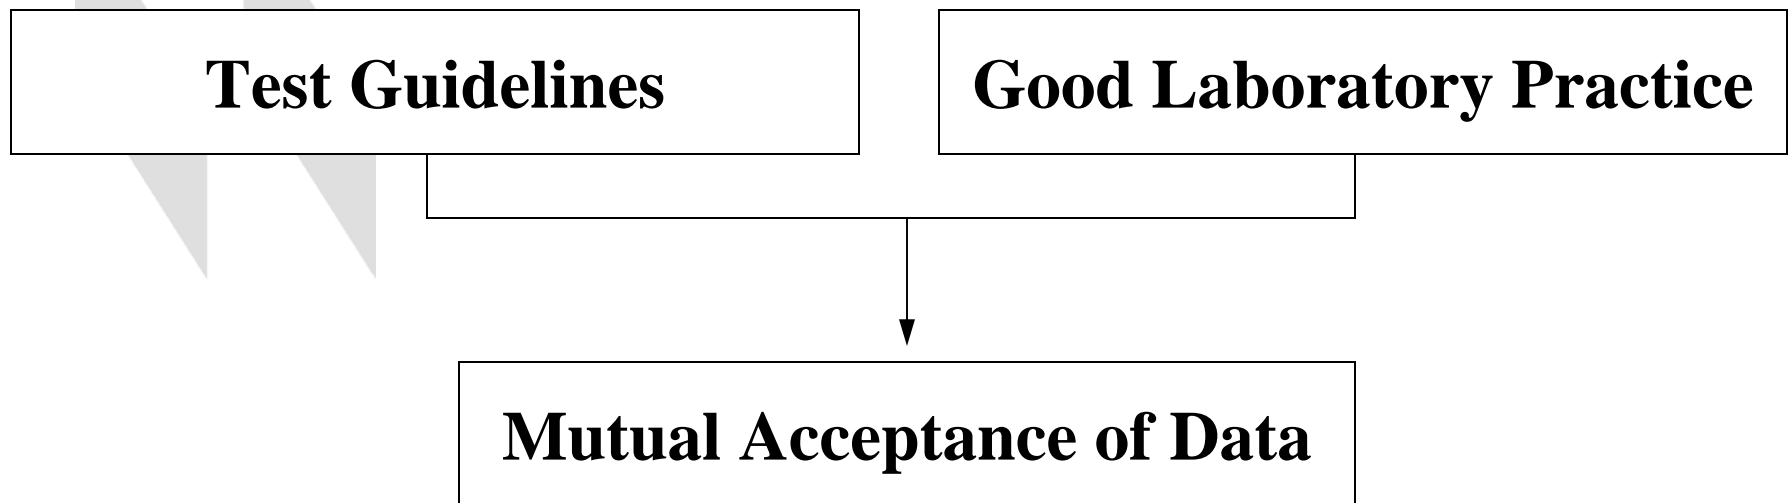 Test Guidelines
Good Laboratory Practice
Mutual Acceptance of Data